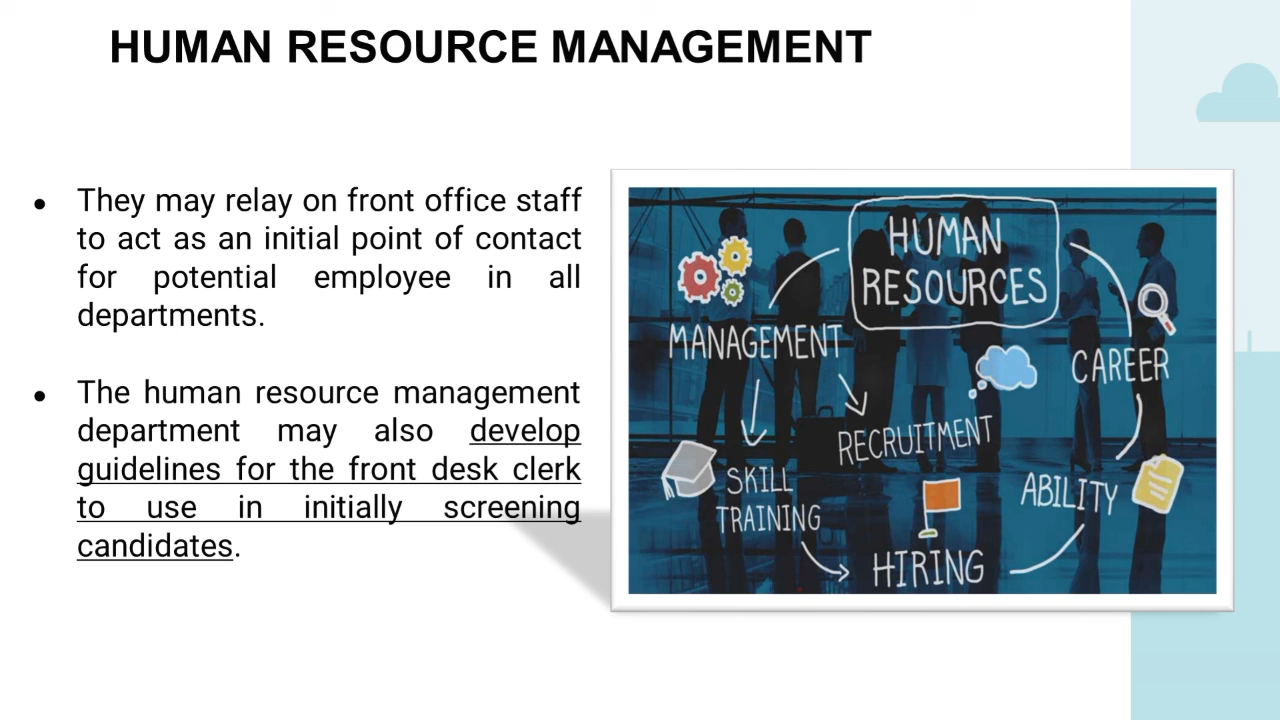 HUMAN RESOURCE MANAGEMENT
• They may relay on front office staff
to act as an initial point of contact
for potential employee in all
departments.
• The human resource management
department may also develop
guidelines for the front desk clerk
to use in initially screening
candidates.
HUMAN
RESOURCES
MANAGEMENT
CAREER
RECRUITMENT
SKILL
TRAINING
ABILITY
HIRING